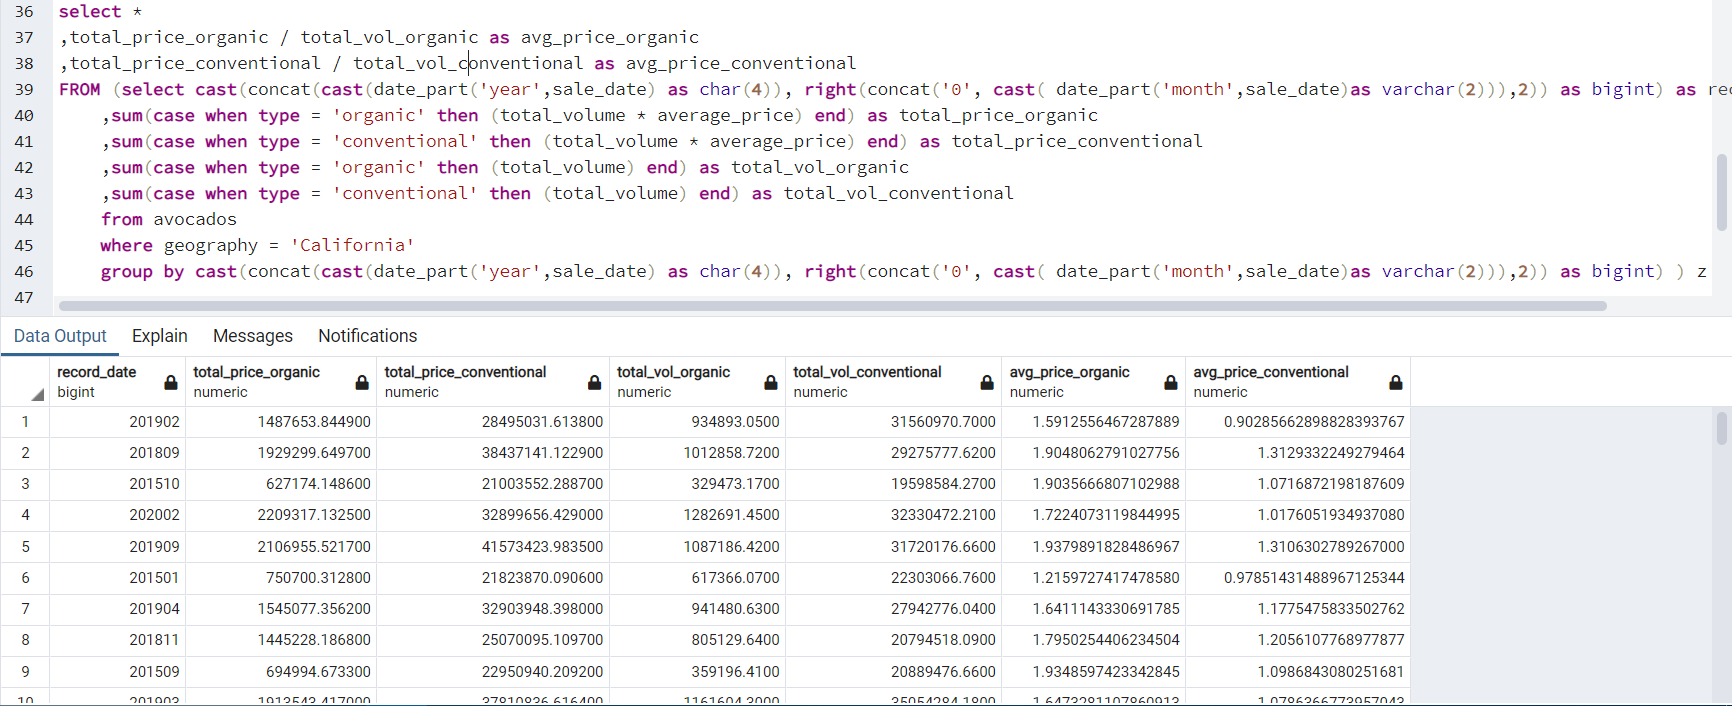 36 select *
37 ,total_price_organic / total_vol_organic as avg_price_organic
38 ,total_price_conventional / total_vol_conventional as avg_price_conventional
39 FROM (select cast(concat(cast(date_part('year',sale_date) as char(4)), right(concat('0', cast( date_part('month',sale_date)as varchar(2))),2)) as bigint) as rec
40 ,sum(case when type = 'organic' then (total_volume * average_price) end) as total_price_organic
41 ,sum(case when type = 'conventional' then (total_volume * average_price) end) as total_price_conventional
42 ,sum(case when type = 'organic' then (total_volume) end) as total_vol_organic
43 ,sum(case when type = 'conventional' then (total_volume) end) as total_vol_conventional
44 from avocados
45 where geography = 'California'
46 group by cast(concat(cast(date_part('year',sale_date) as char(4)), right(concat('0', cast( date_part('month',sale_date)as varchar(2))),2)) as bigint) ) z
47
Data Output Explain Messages Notifications
record_date total_price_organic total_price_conventional total_vol_organic total_vol_conventional avg_price_organic avg_price_conventional
bigint numeric numeric numeric numeric numeric numeric
1 201902 1487653.844900 28495031.613800 934893.0500 31560970.7000 1.5912556467287889 0.90285662898828393767
2 201809 1929299.649700 38437141.122900 1012858.7200 29275777.6200 1.9048062791027756 1.3129332249279464
3 201510 627174.148600 21003552.288700 329473.1700 19598584.2700 1.9035666807102988 1.0716872198187609
4 202002 2209317.132500 32899656.429000 1282691.4500 32330472.2100 1.7224073119844995 1.0176051934937080
5 201909 2106955.521700 41573423.983500 1087186.4200 31720176.6600 1.9379891828486967 1.3106302789267000
6 201501 750700.312800 21823870.090600 617366.0700 22303066.7600 1.2159727417478580 0.97851431488967125344
7 201904 1545077.356200 32903948.398000 941480.6300 27942776.0400 1.6411143330691785 1.1775475833502762
8 201811 1445228.186800 25070095.109700 805129.6400 20794518.0900 1.7950254406234504 1.2056107768977877
9 201509 694994.673300 22950940.209200 359196.4100 20889476.6600 1.9348597423342845 1.0986843080251681
10 201903 1913543.417000 37810836.616400 1161604.3000 35054284.1800 1.6473281107860913 1.0786366773957043